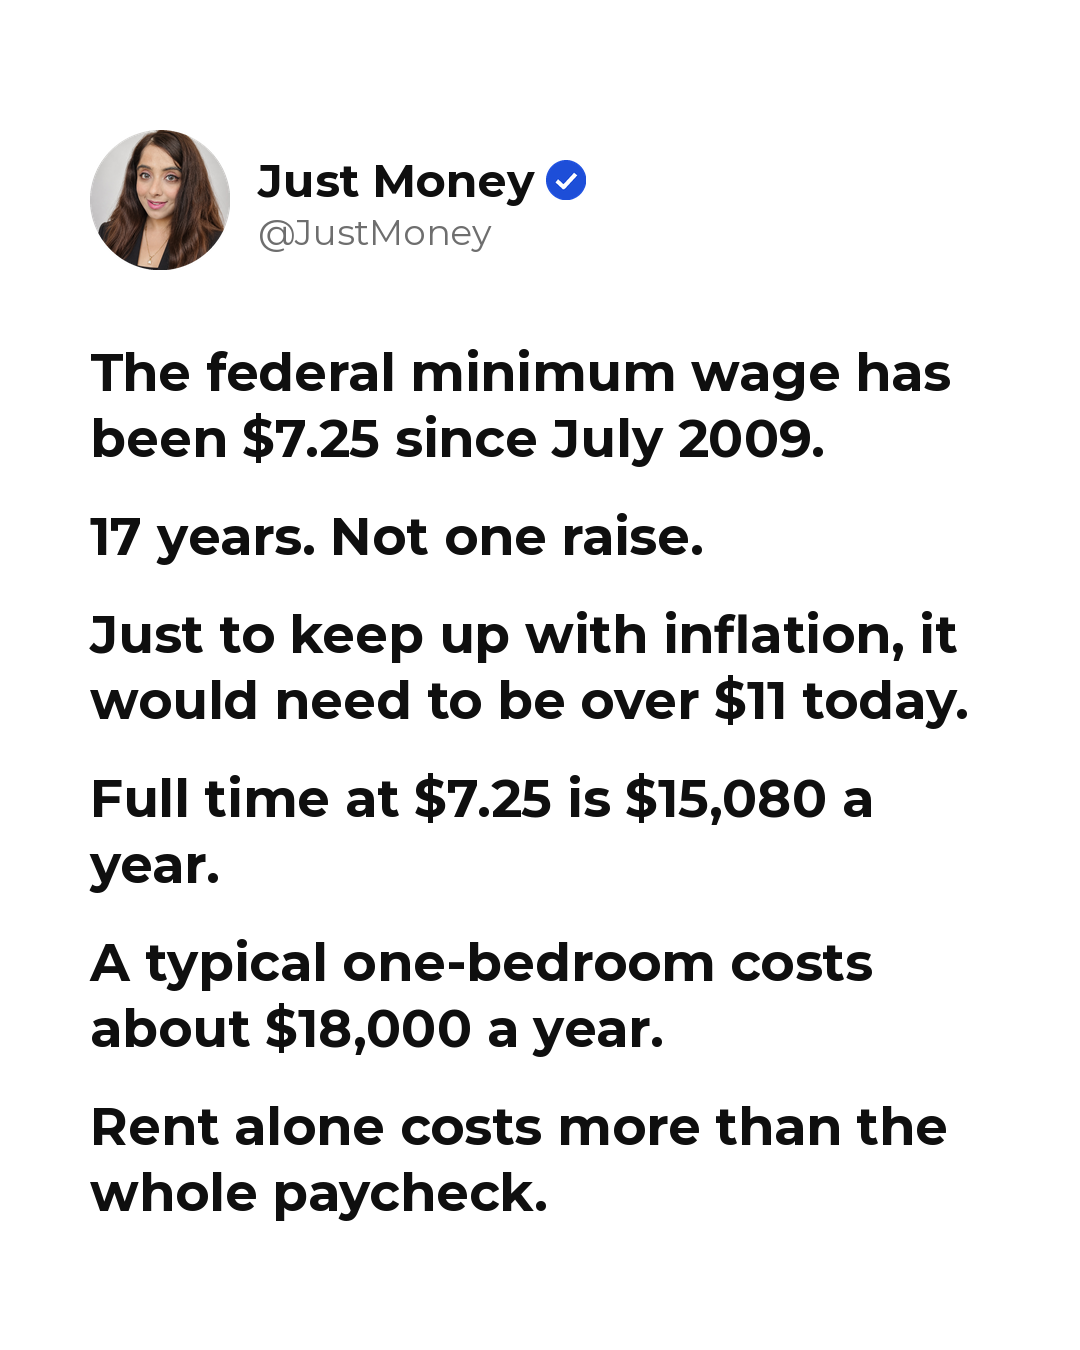 Just Money
@JustMoney
The federal minimum wage has
been $7.25 since July 2009.
17 years. Not one raise.
Just to keep up with inflation, it
would need to be over $11 today.
Full time at $7.25 is $15,080 a
year.
A typical one-bedroom costs
about $18,000 a year.
Rent alone costs more than the
whole paycheck.